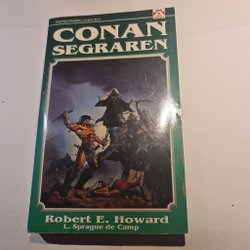 CONAN
SEGRAREN
Robert E. Howard
L. Sprague de Camp